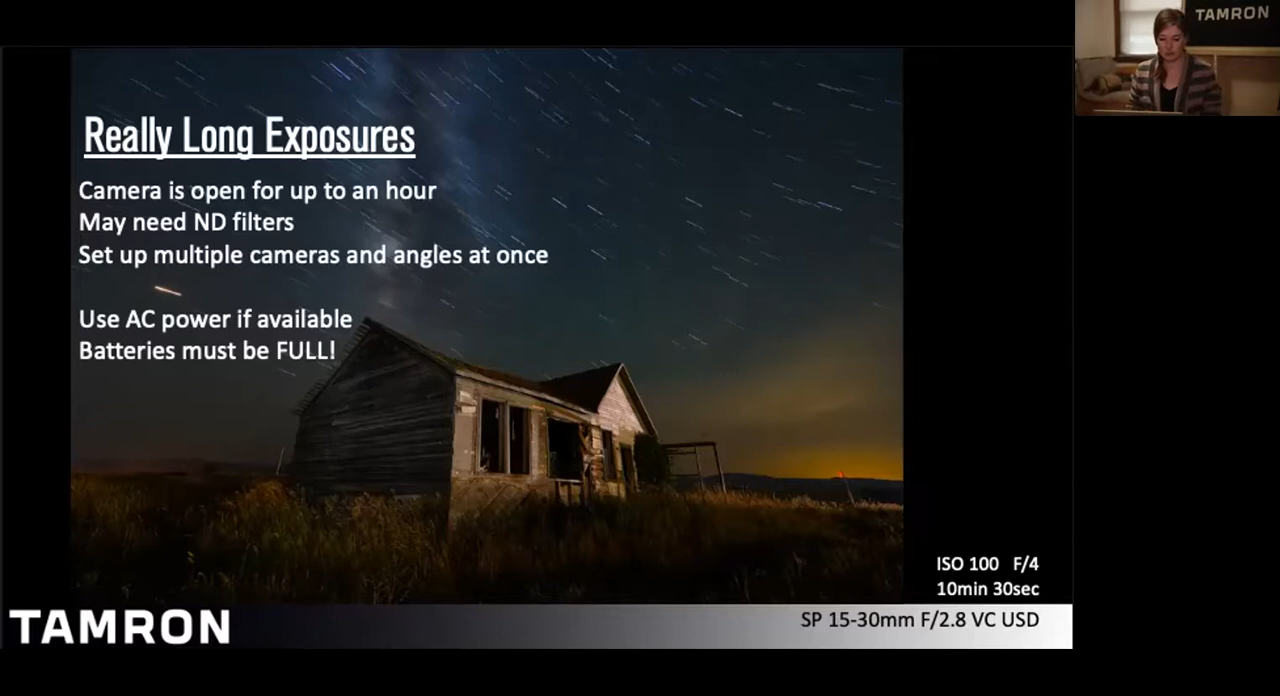 TAMRON
Really Long Exposures
Camera is open for up to an hour
May need ND filters
Set up multiple cameras and angles at once
Use AC power if available
Batteries must be FULL!
ISO 100 F/4
10min 30sec
TAMRON
SP 15-30mm F/2.8 VC USD